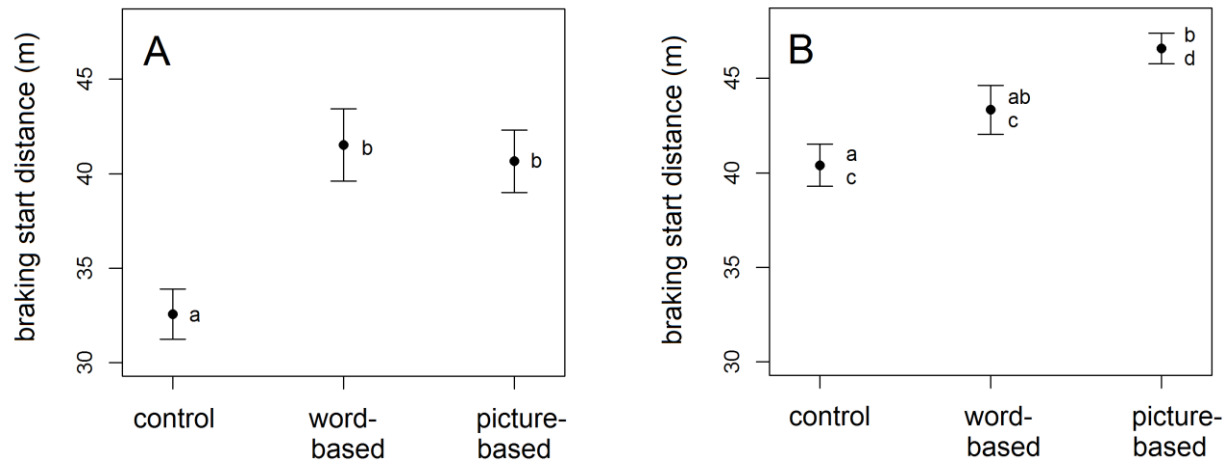 A
braking start distance (m)
45
40
35
30
a
b
b
control
word-
based
picture-
based
B
braking start distance (m)
45
40
35
30
a
c
ab
c
b
d
control
word-
based
picture-
based